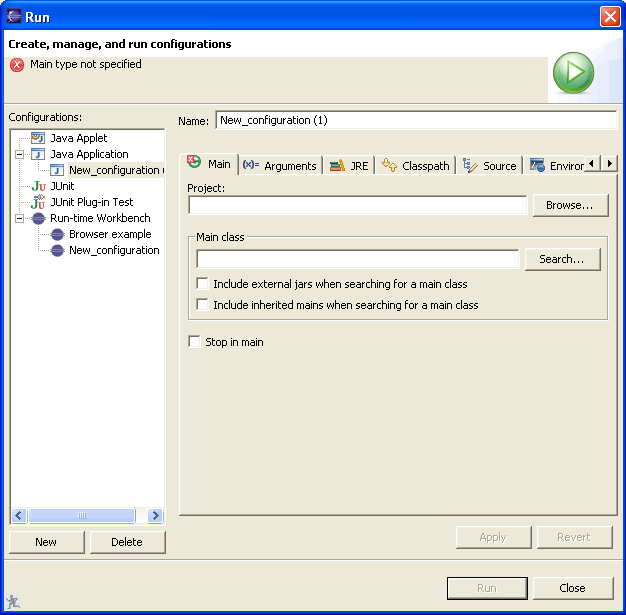 Run
Create, manage, and run configurations
Main type not specified
Configurations:
Java Applet
Java Application
New_configuration
JUnit
JUnit Plug-in Test
Run-time Workbench
Browser example
New_configuration
New
Delete
Name: New_configuration (1)
Main Arguments JRE Classpath Source Enviror
Project:
Browse...
Main class
Search...
Include external jars when searching for a main class
Include inherited mains when searching for a main class
Stop in main
Apply
Revert
Run
Close